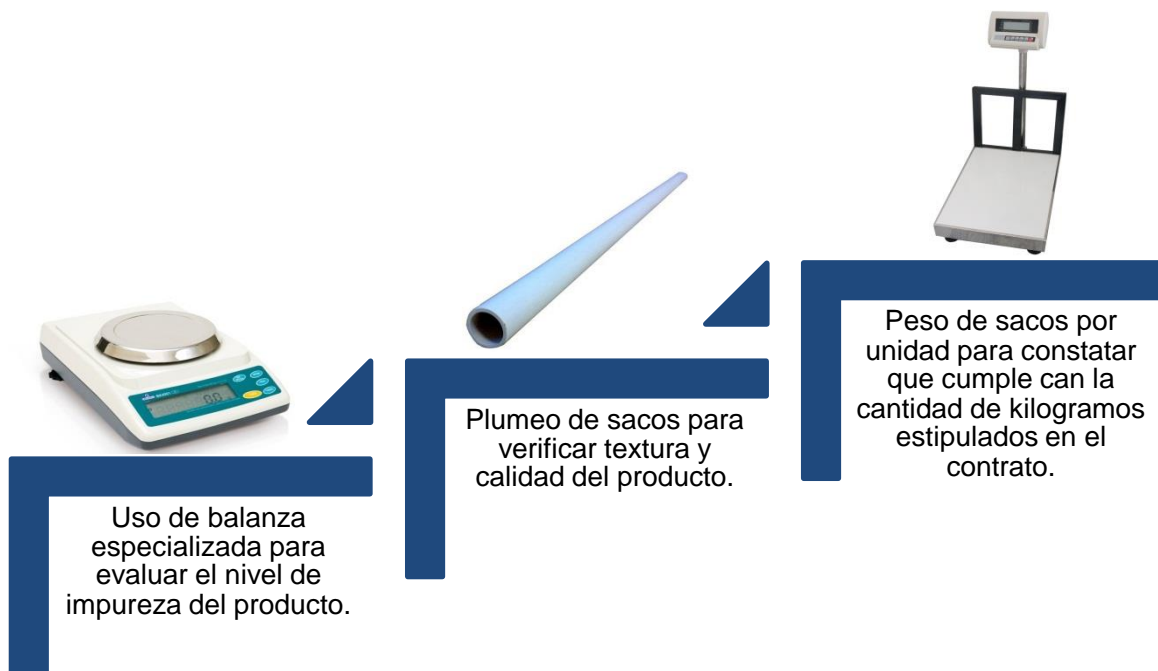 Uso de balanza
especializada para
evaluar el nivel de
impureza del producto.
Plumeo de sacos para
verificar textura y
calidad del producto.
Peso de sacos por
unidad para constatar
que cumple can la
cantidad de kilogramos
estipulados en el
contrato.
0.0